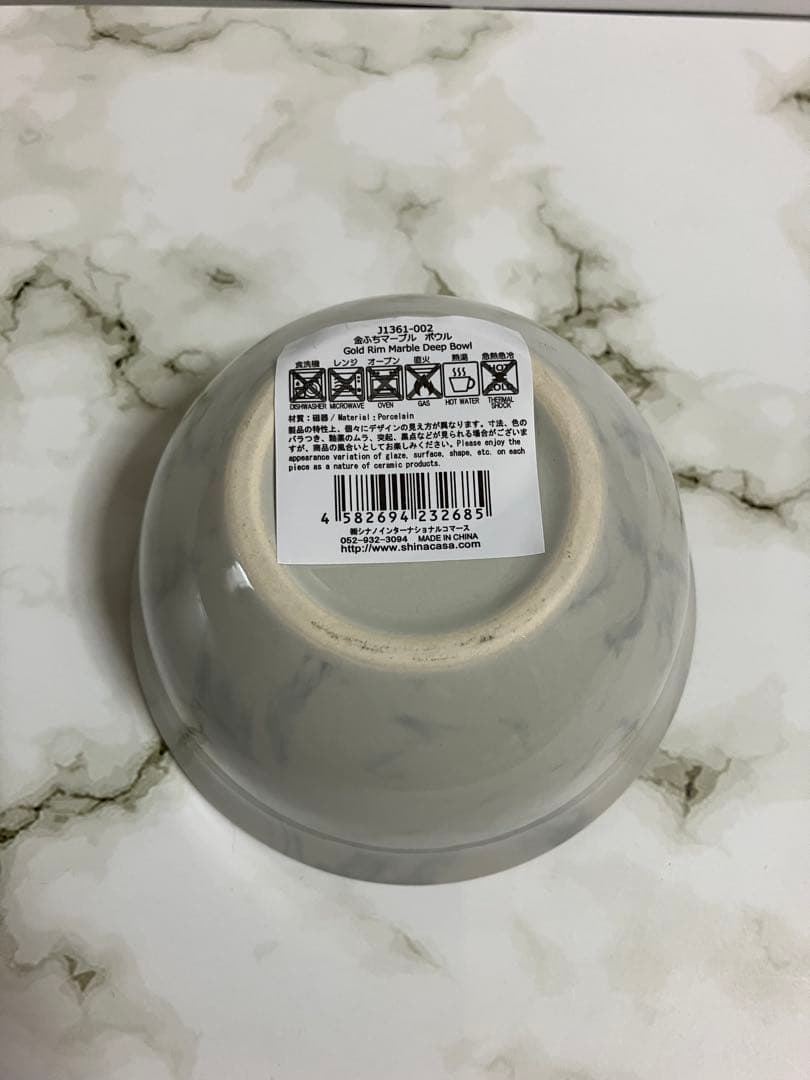 J1361-002
金ふちマーブル ボウル
Gold Rim Marble Deep Bowl
食洗機 レンジ オーブン 直火 熱湯 急熱急冷
HOT
COLD
DISHWASHER MICROWAVE OVEN GAS HOT WATER THERMAL SHOCK
材質:磁器/Material:Porcelain
製品の特性上、個々にデザインの見え方が異なります。寸法、色の
バラつき、釉薬のムラ、突起、黒点などが見られる場合がございま
すが、商品の風合いとしてお楽しみください。Please enjoy the
appearance variation of glaze, surface, shape, etc. on each
piece as a nature of ceramic products.
4 582694 232685
㈱シナノインターナショナルコマース
052-932-3094 MADE IN CHINA
http://www.shinacasa.com